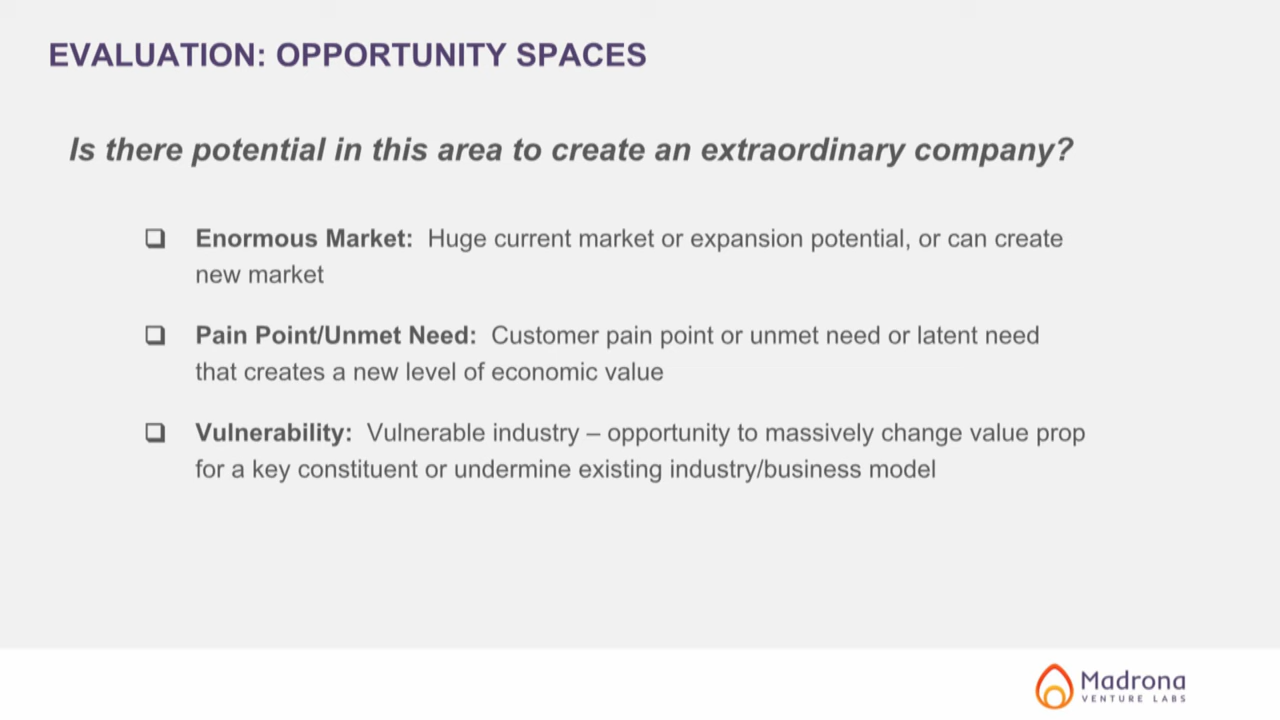 EVALUATION: OPPORTUNITY SPACES
Is there potential in this area to create an extraordinary company?
❑ Enormous Market: Huge current market or expansion potential, or can create
new market
❑ Pain Point/Unmet Need: Customer pain point or unmet need or latent need
that creates a new level of economic value
❑ Vulnerability: Vulnerable industry – opportunity to massively change value prop
for a key constituent or undermine existing industry/business model
Madrona
VENTURE LABS